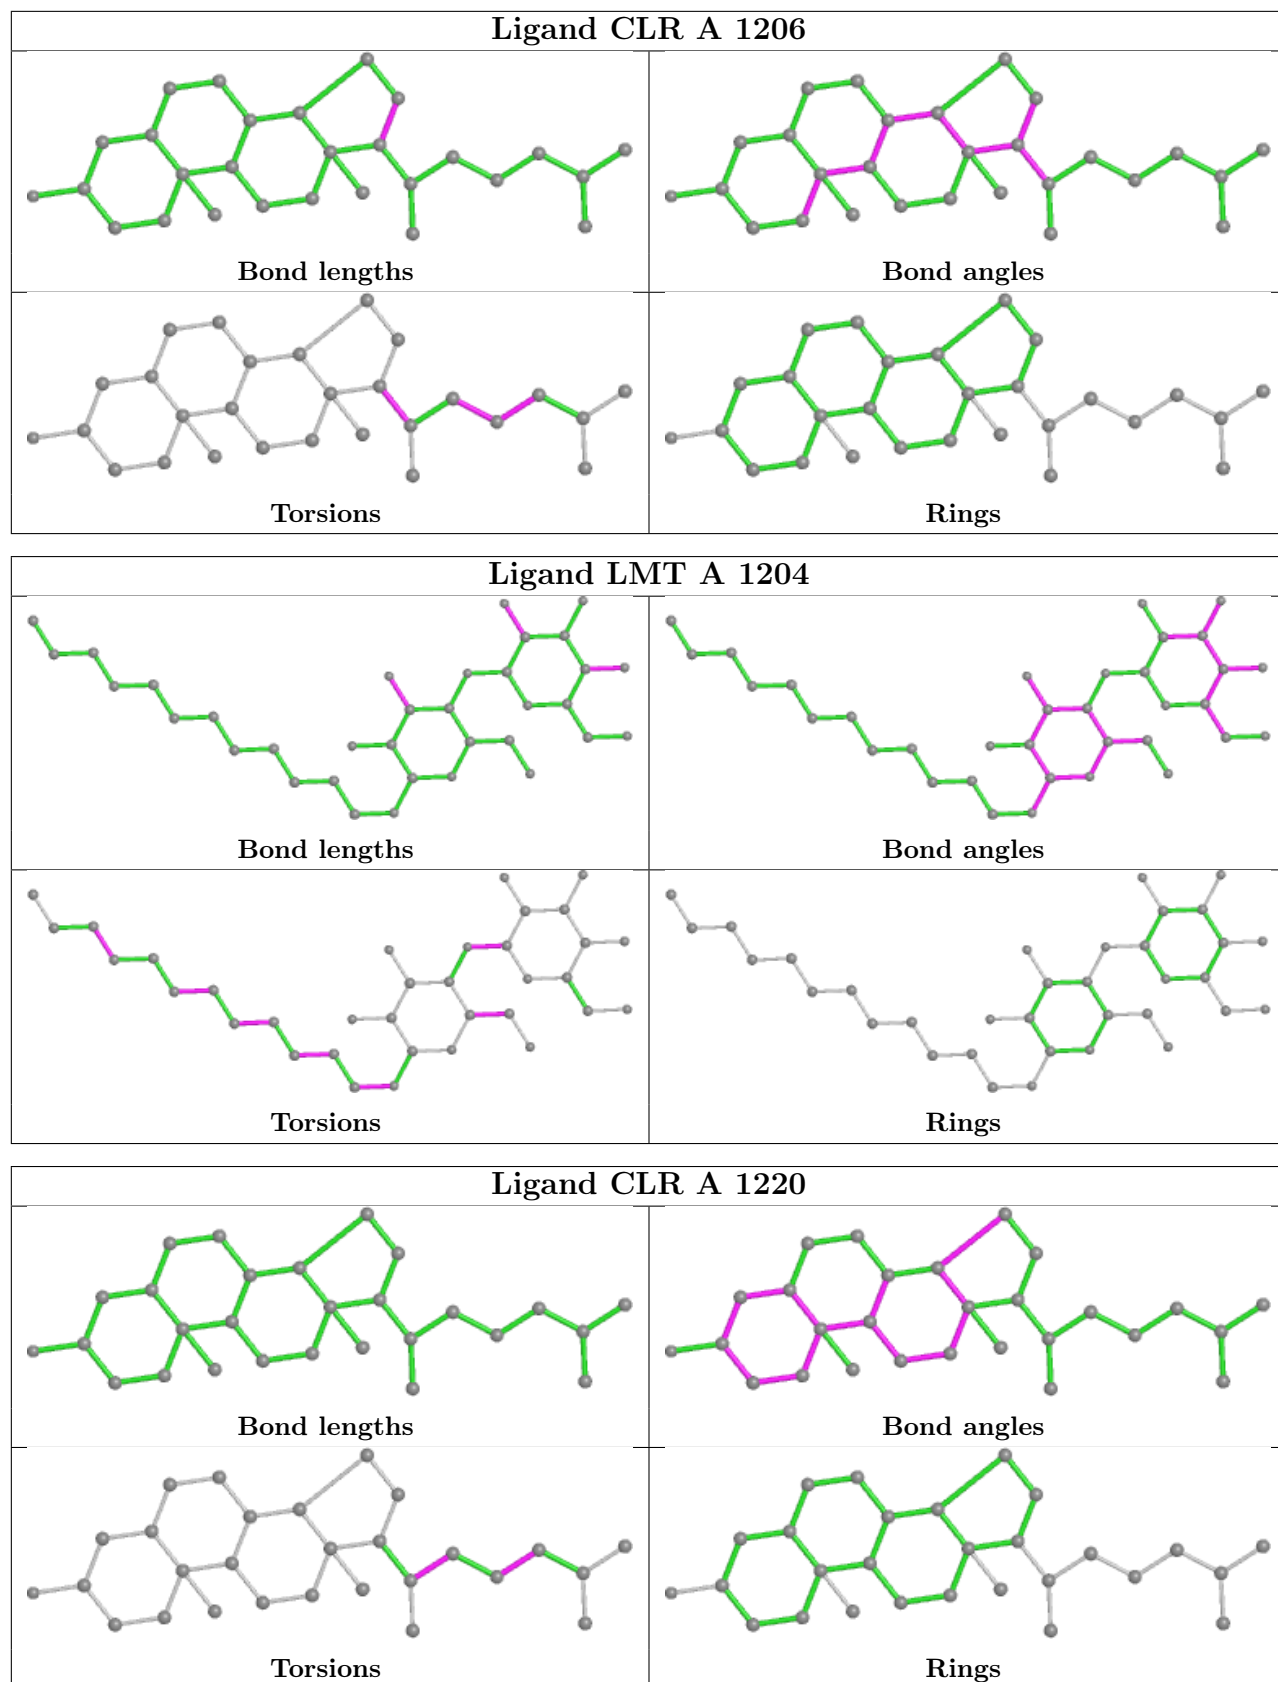 Ligand CLR A 1206
Bond lengths
Bond angles
Torsions
Rings
Ligand LMT A 1204
Bond lengths
Bond angles
Torsions
Rings
Ligand CLR A 1220
Bond lengths
Bond angles
Torsions
Rings